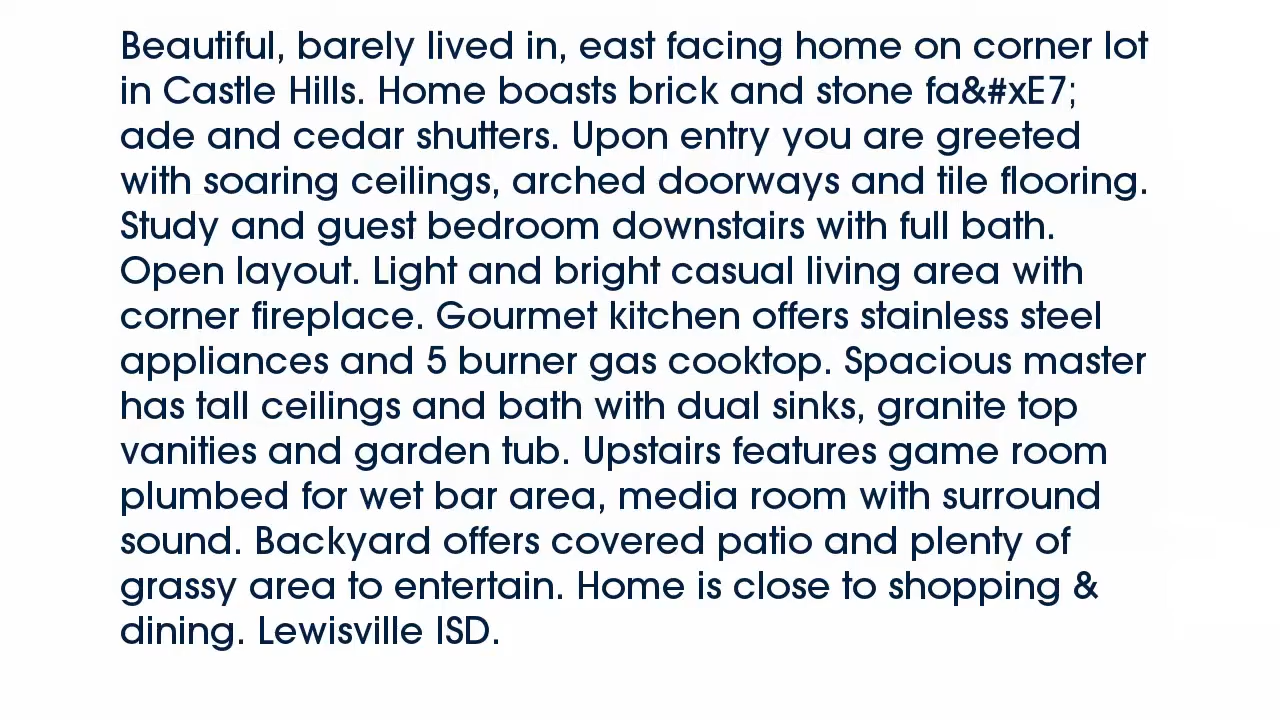 Beautiful, barely lived in, east facing home on corner lot
in Castle Hills. Home boasts brick and stone fa&#xE7;
ade and cedar shutters. Upon entry you are greeted
with soaring ceilings, arched doorways and tile flooring.
Study and guest bedroom downstairs with full bath.
Open layout. Light and bright casual living area with
corner fireplace. Gourmet kitchen offers stainless steel
appliances and 5 burner gas cooktop. Spacious master
has tall ceilings and bath with dual sinks, granite top
vanities and garden tub. Upstairs features game room
plumbed for wet bar area, media room with surround
sound. Backyard offers covered patio and plenty of
grassy area to entertain. Home is close to shopping &
dining. Lewisville ISD.